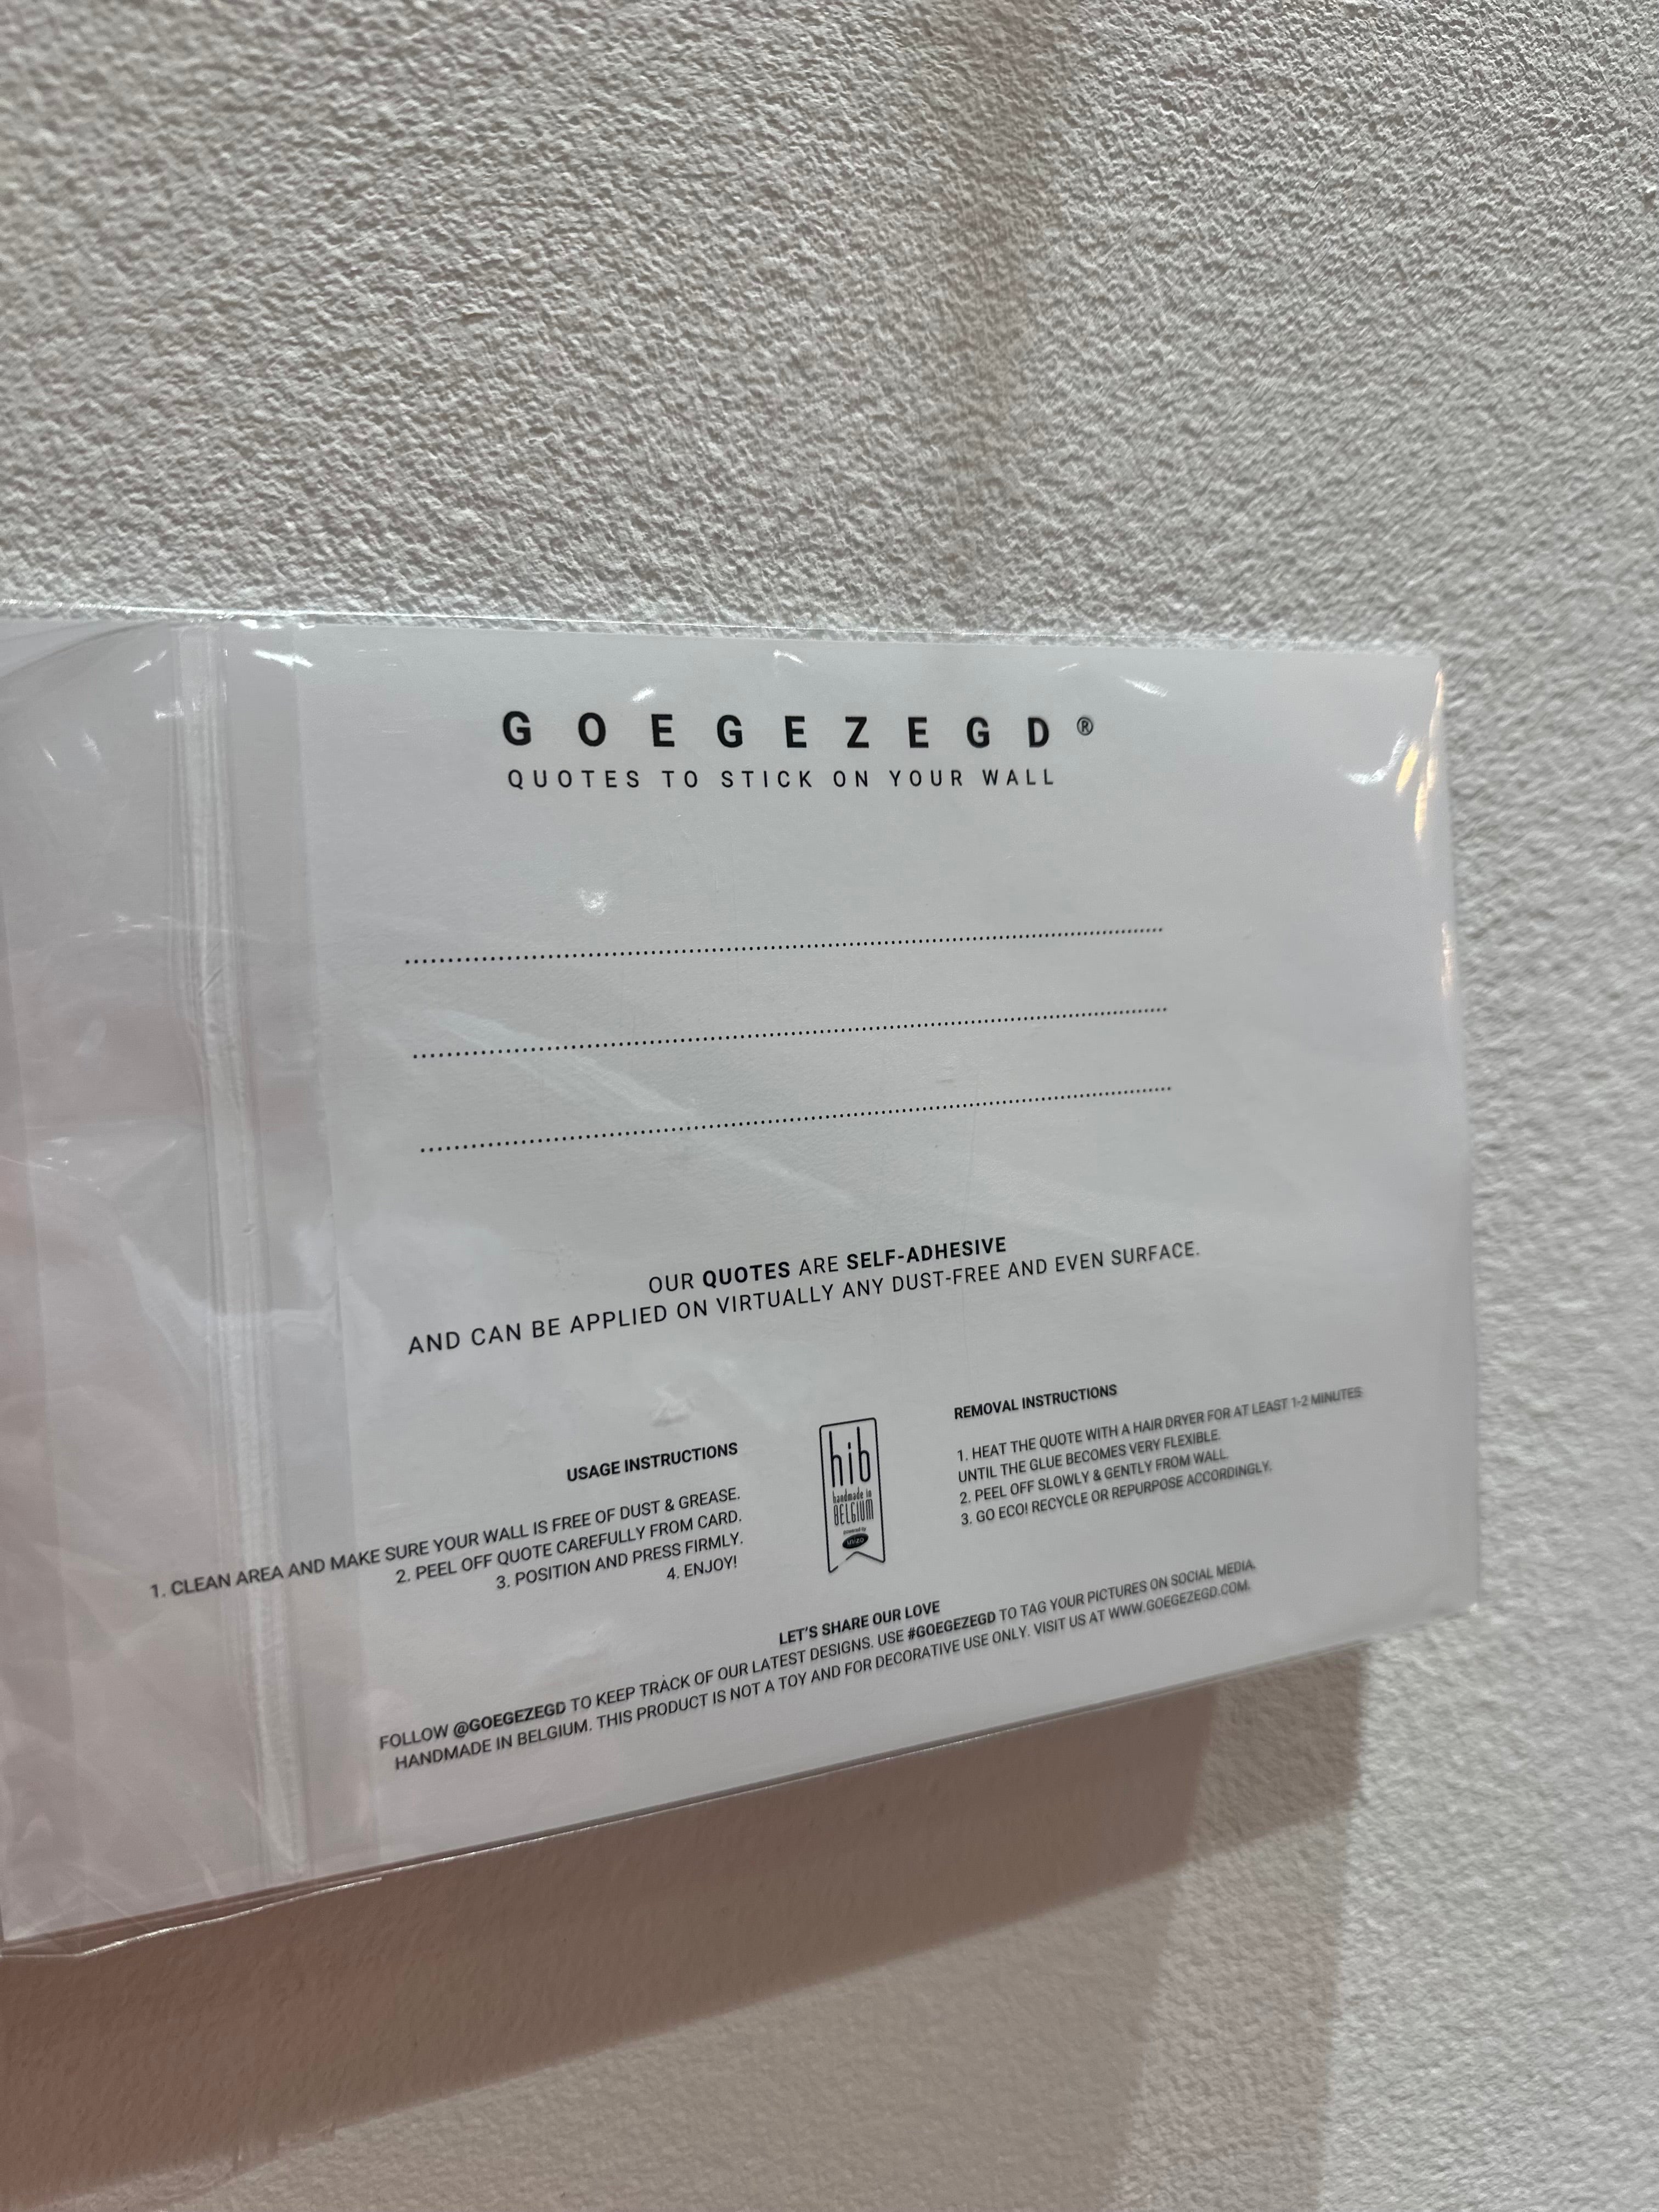 GOEGEZEGD®
QUOTES TO STICK ON YOUR WALL
OUR QUOTES ARE SELF-ADHESIVE
AND CAN BE APPLIED ON VIRTUALLY ANY DUST-FREE AND EVEN SURFACE.
USAGE INSTRUCTIONS
1. CLEAN AREA AND MAKE SURE YOUR WALL IS FREE OF DUST & GREASE.
2. PEEL OFF QUOTE CAREFULLY FROM CARD.
3. POSITION AND PRESS FIRMLY.
4. ENJOY!
hib
handmade in
BELGIUM
powered by
REMOVAL INSTRUCTIONS
1. HEAT THE QUOTE WITH A HAIR DRYER FOR AT LEAST 1-2 MINUTES
UNTIL THE GLUE BECOMES VERY FLEXIBLE.
2. PEEL OFF SLOWLY & GENTLY FROM WALL.
3. GO ECO! RECYCLE OR REPURPOSE ACCORDINGLY.
LET'S SHARE OUR LOVE
FOLLOW @GOEGEZEGD TO KEEP TRACK OF OUR LATEST DESIGNS. USE #GOEGEZEGD TO TAG YOUR PICTURES ON SOCIAL MEDIA.
HANDMADE IN BELGIUM. THIS PRODUCT IS NOT A TOY AND FOR DECORATIVE USE ONLY. VISIT US AT WWW.GOEGEZEGD.COM.